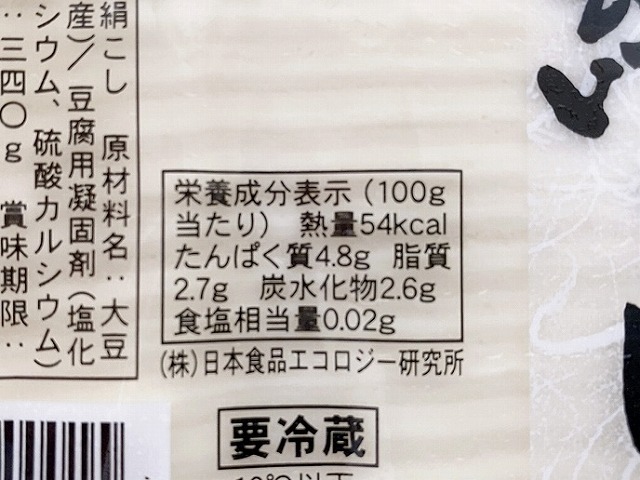 絹こし 原材料名：大豆
産)／豆腐用凝固剤(塩化
シウム、硫酸カルシウム)
：三四〇g 賞味期限：
栄養成分表示(100g
当たり) 熱量54kcal
たんぱく質4.8g 脂質
2.7g 炭水化物2.6g
食塩相当量0.02g
(株)日本食品エコロジー研究所
要冷蔵